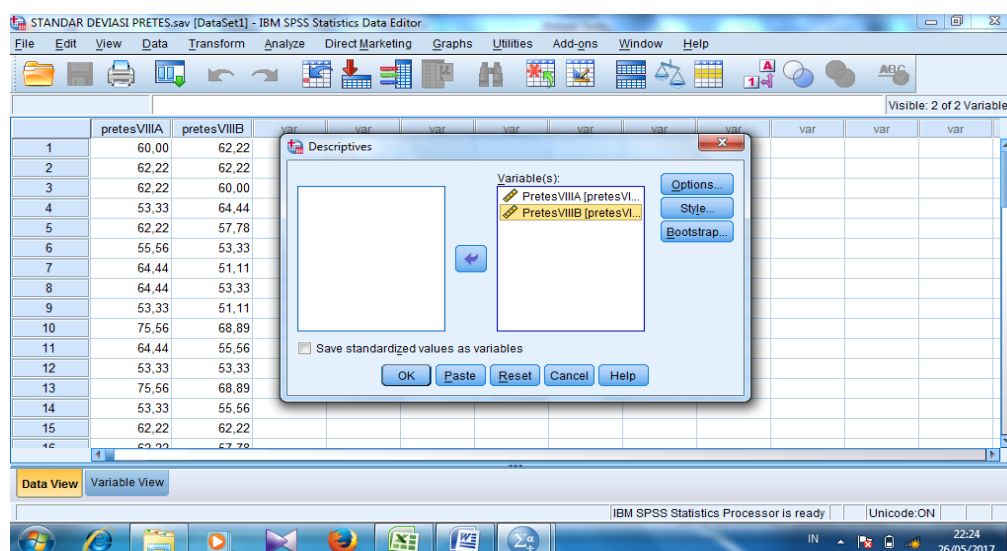 STANDAR DEVIASI PRETES.sav [DataSet1] - IBM SPSS Statistics Data Editor
File Edit View Data Transform Analyze Direct Marketing Graphs Utilities Add-ons Window Help
Visible: 2 of 2 Variable
pretesVIIIA pretesVIIIB var var var var var var var var var var
1 60,00 62,22
2 62,22 62,22
3 62,22 60,00
4 53,33 64,44
5 62,22 57,78
6 55,56 53,33
7 64,44 51,11
8 64,44 53,33
9 53,33 51,11
10 75,56 68,89
11 64,44 55,56
12 53,33 53,33
13 75,56 68,89
14 53,33 55,56
15 62,22 62,22
16 62,22 57,78
Descriptives
Variable(s):
PretesVIIIA [pretesVI...
PretesVIIIB [pretesVI...
Options...
Style...
Bootstrap...
Save standardized values as variables
OK Paste Reset Cancel Help
Data View Variable View
IBM SPSS Statistics Processor is ready Unicode:ON
IN 22:24
26/05/2017